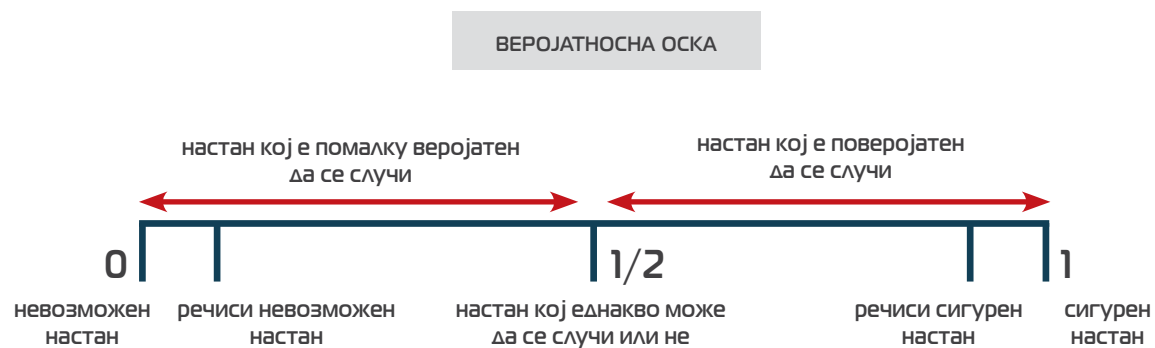 ВЕРОЈАТНОСНА ОСКА
настан кој е помалку веројатен
да се случи
настан кој е поверојатен
да се случи
0
1/2
1
невозможен
настан
речиси невозможен
настан
настан кој еднакво може
да се случи или не
речиси сигурен
настан
сигурен
настан